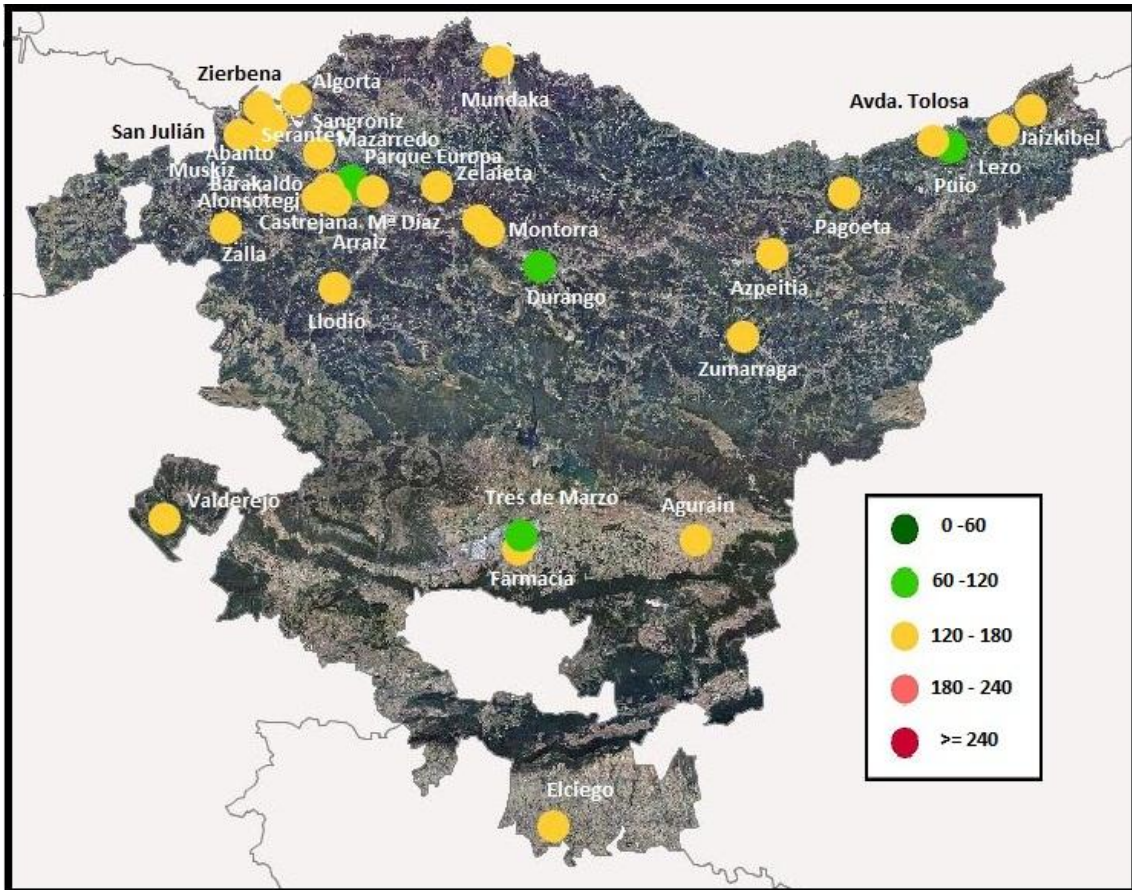 Zierbena
Algorta
Mundaka
Avda. Tolosa
San Julián
Sangroniz
Serantes
Mazarredo
Jaizkibel
Abanto
Parque Europa
Lezo
Muskiz
Zelaieta
Puio
Barakaldo
Alonsotegi
Pagoeta
Castrejana
Mª Díaz
Montorra
Arraiz
Zalla
Azpeitia
Durango
Llodio
Zumarraga
Valderejo
Tres de Marzo
Agurain
Farmacia
Elciego
0 -60
60 -120
120 - 180
180 - 240
>= 240